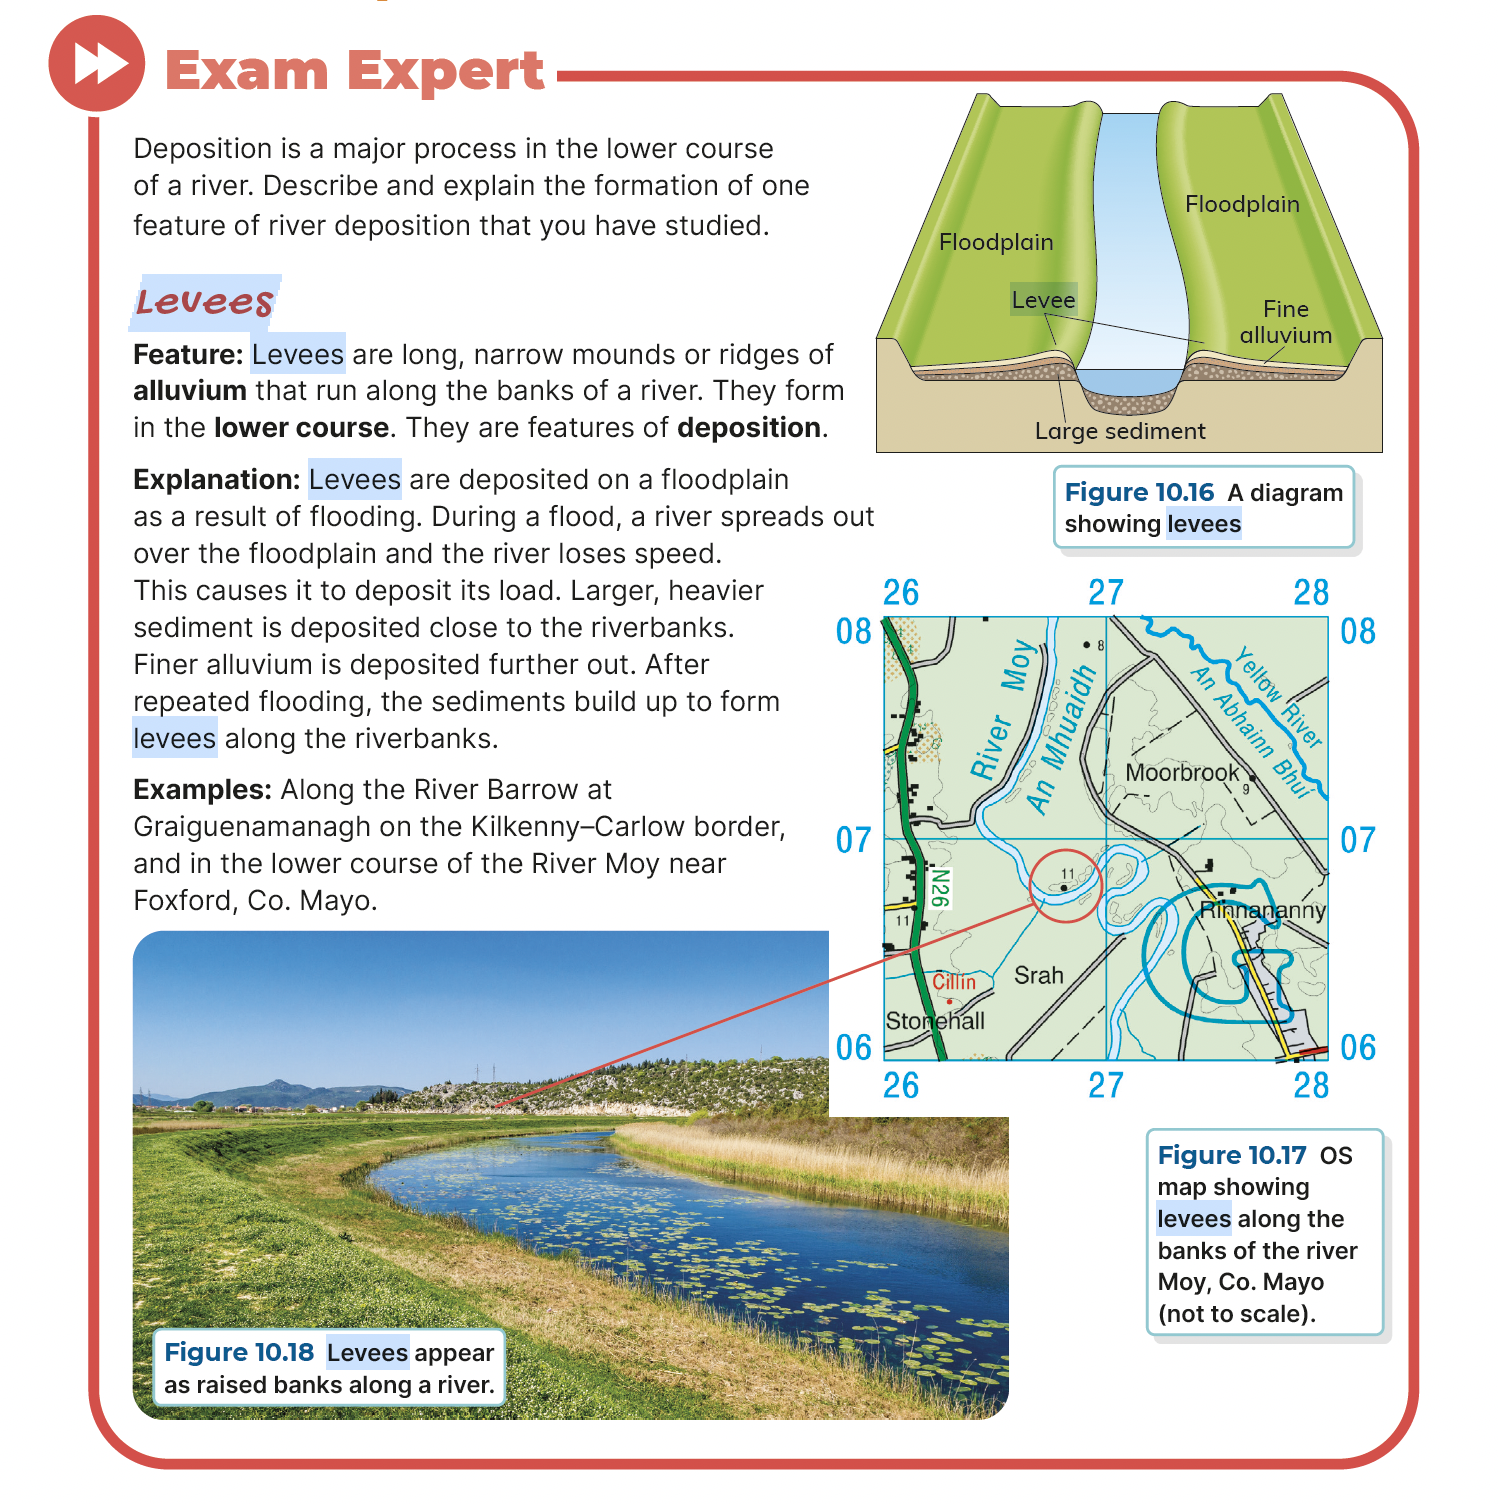 Exam Expert
Deposition is a major process in the lower course
of a river. Describe and explain the formation of one
feature of river deposition that you have studied.
Levees
Feature: Levees are long, narrow mounds or ridges of
alluvium that run along the banks of a river. They form
in the lower course. They are features of deposition.
Explanation: Levees are deposited on a floodplain
as a result of flooding. During a flood, a river spreads out
over the floodplain and the river loses speed.
This causes it to deposit its load. Larger, heavier
sediment is deposited close to the riverbanks.
Finer alluvium is deposited further out. After
repeated flooding, the sediments build up to form
levees along the riverbanks.
Examples: Along the River Barrow at
Graiguenamanagh on the Kilkenny–Carlow border,
and in the lower course of the River Moy near
Foxford, Co. Mayo.
Floodplain
Floodplain
Levee
Fine
alluvium
Large sediment
Figure 10.16 A diagram
showing levees
26 27 28
08 08
River Moy
An Mhuaidh
8
Yellow River
An Abhainn Bhuí
Moorbrook
9
07 07
N26
11
11
Rinnananny
Srah
Cillín
Stonehall
06 06
26 27 28
Figure 10.17 OS
map showing
levees along the
banks of the river
Moy, Co. Mayo
(not to scale).
Figure 10.18 Levees appear
as raised banks along a river.